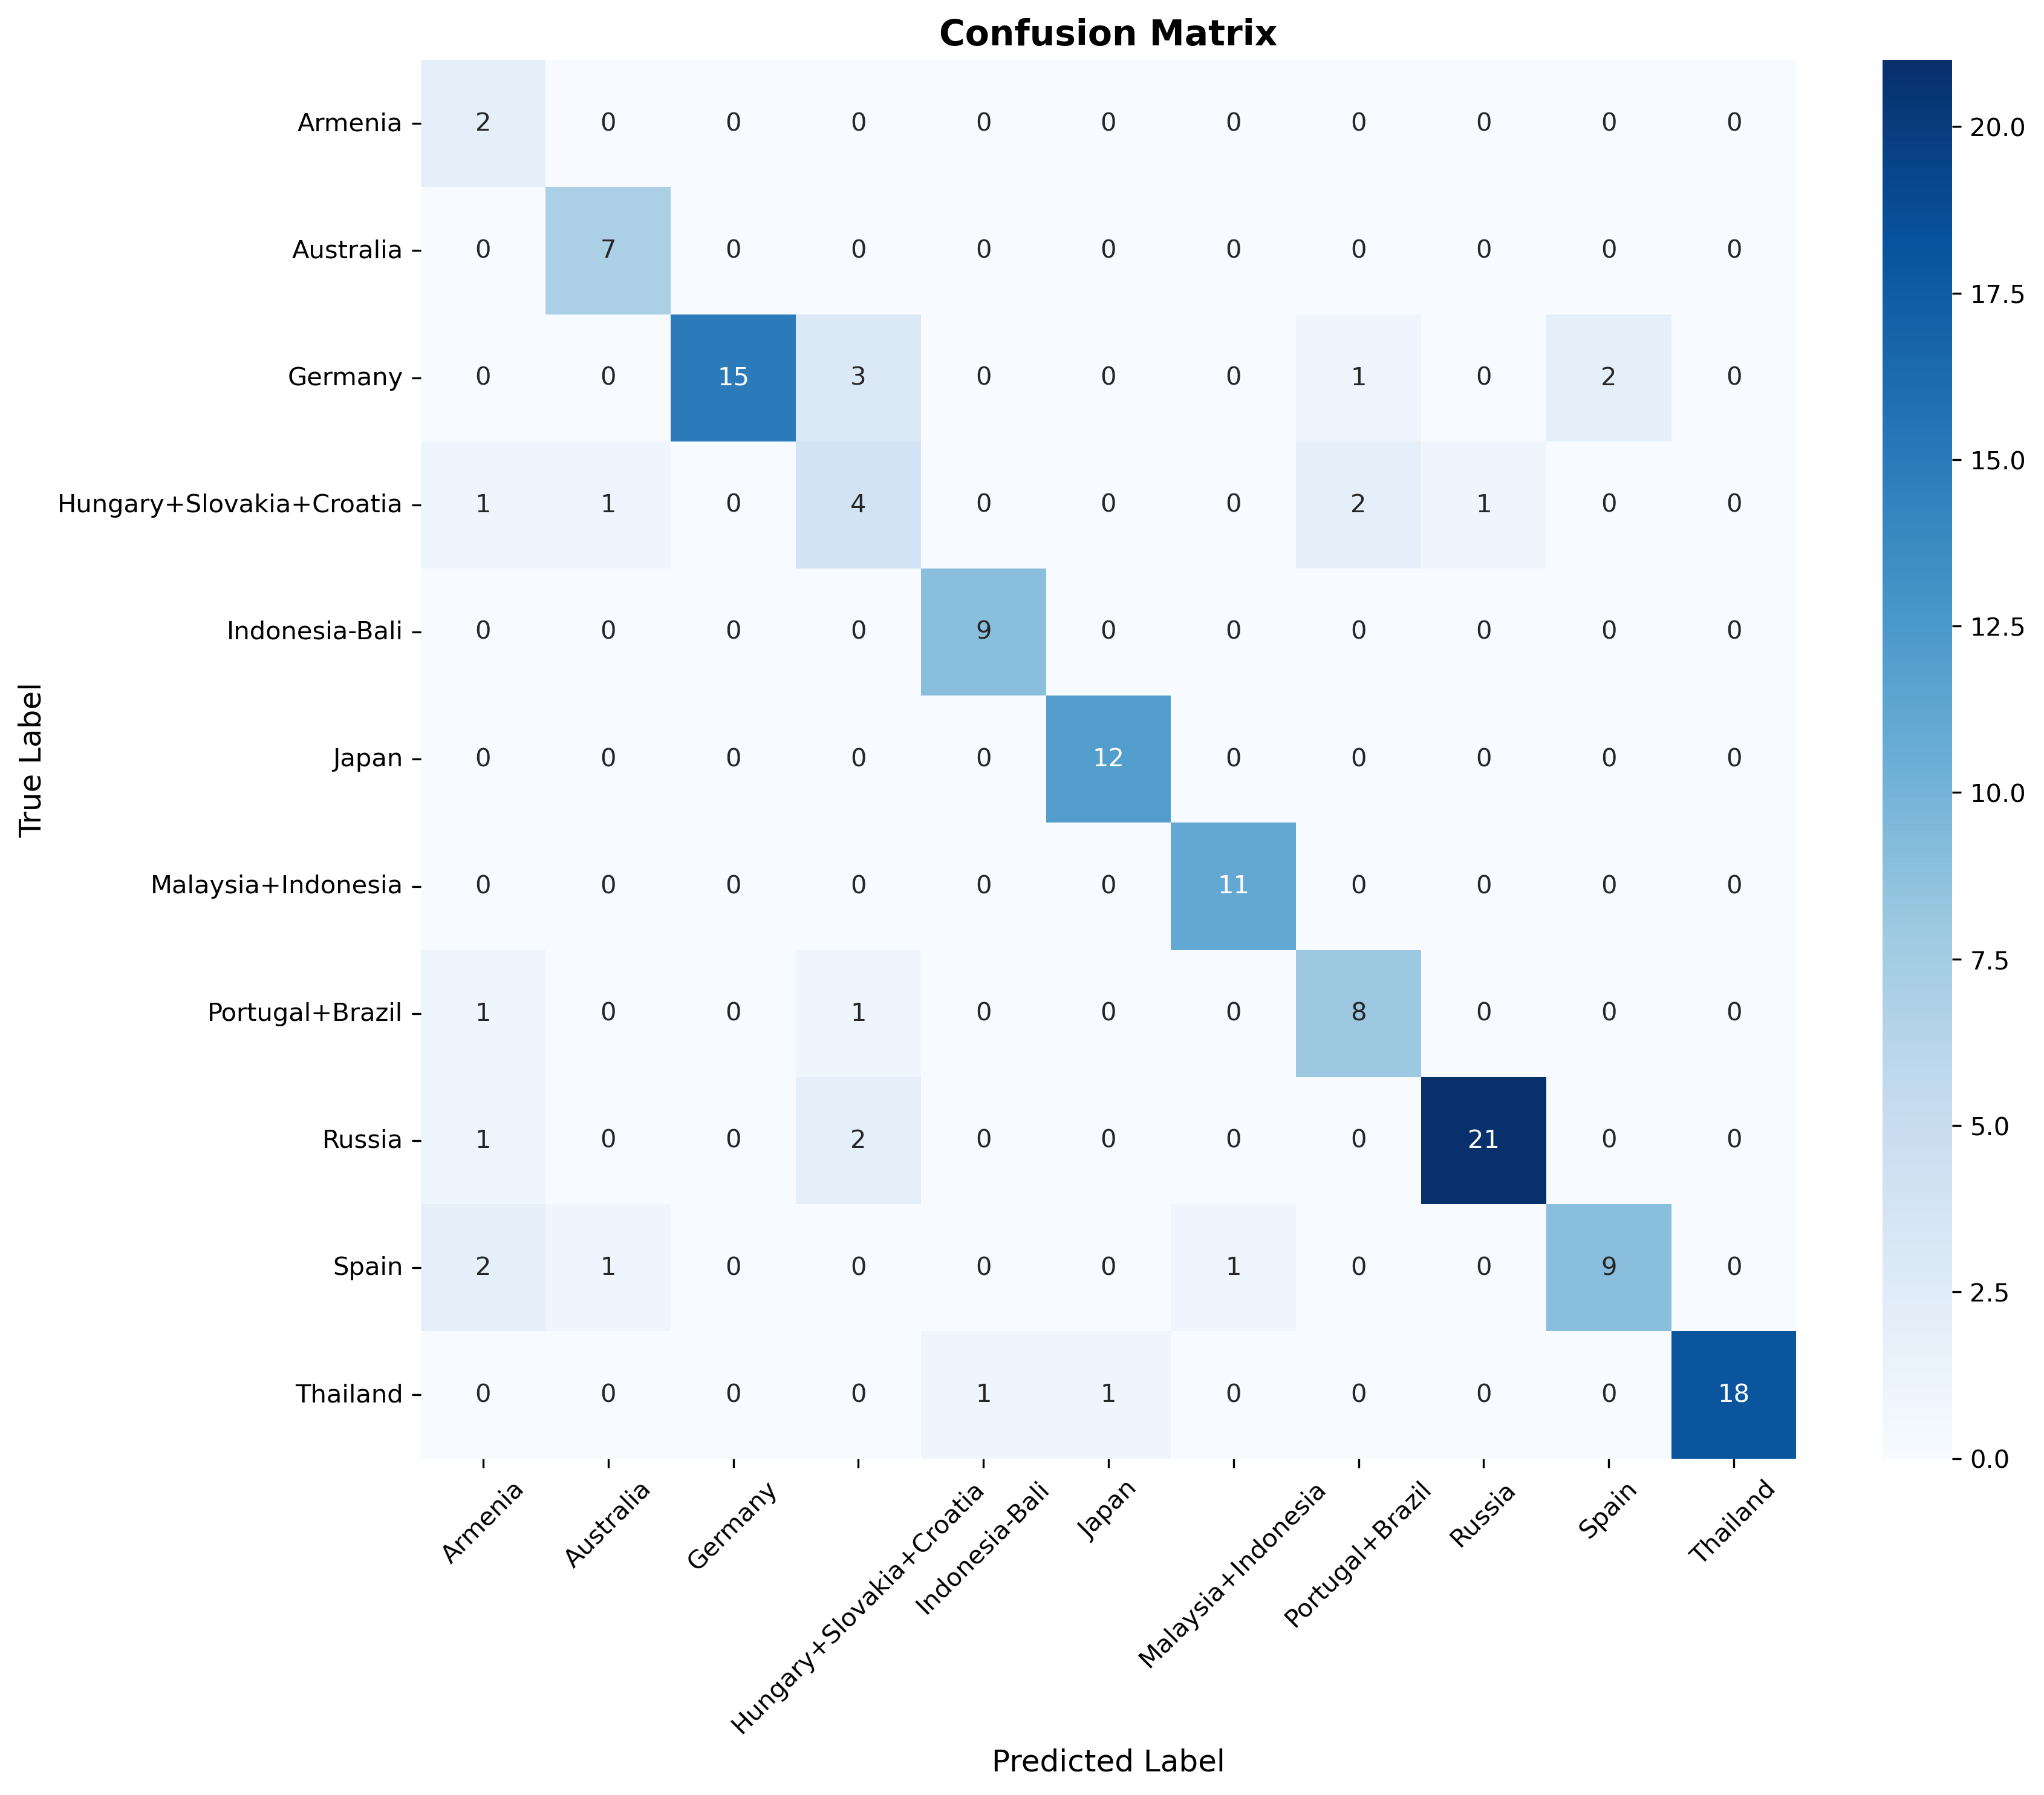 Confusion Matrix
Armenia 2 0 0 0 0 0 0 0 0 0 0
Australia 0 7 0 0 0 0 0 0 0 0 0
Germany 0 0 15 3 0 0 0 1 0 2 0
Hungary+Slovakia+Croatia 1 1 0 4 0 0 0 2 1 0 0
Indonesia-Bali 0 0 0 0 9 0 0 0 0 0 0
Japan 0 0 0 0 0 12 0 0 0 0 0
Malaysia+Indonesia 0 0 0 0 0 0 11 0 0 0 0
Portugal+Brazil 1 0 0 1 0 0 0 8 0 0 0
Russia 1 0 0 2 0 0 0 0 21 0 0
Spain 2 1 0 0 0 0 1 0 0 9 0
Thailand 0 0 0 0 1 1 0 0 0 0 18
True Label
Armenia
Australia
Germany
Hungary+Slovakia+Croatia
Indonesia-Bali
Japan
Malaysia+Indonesia
Portugal+Brazil
Russia
Spain
Thailand
Predicted Label
20.0
17.5
15.0
12.5
10.0
7.5
5.0
2.5
0.0